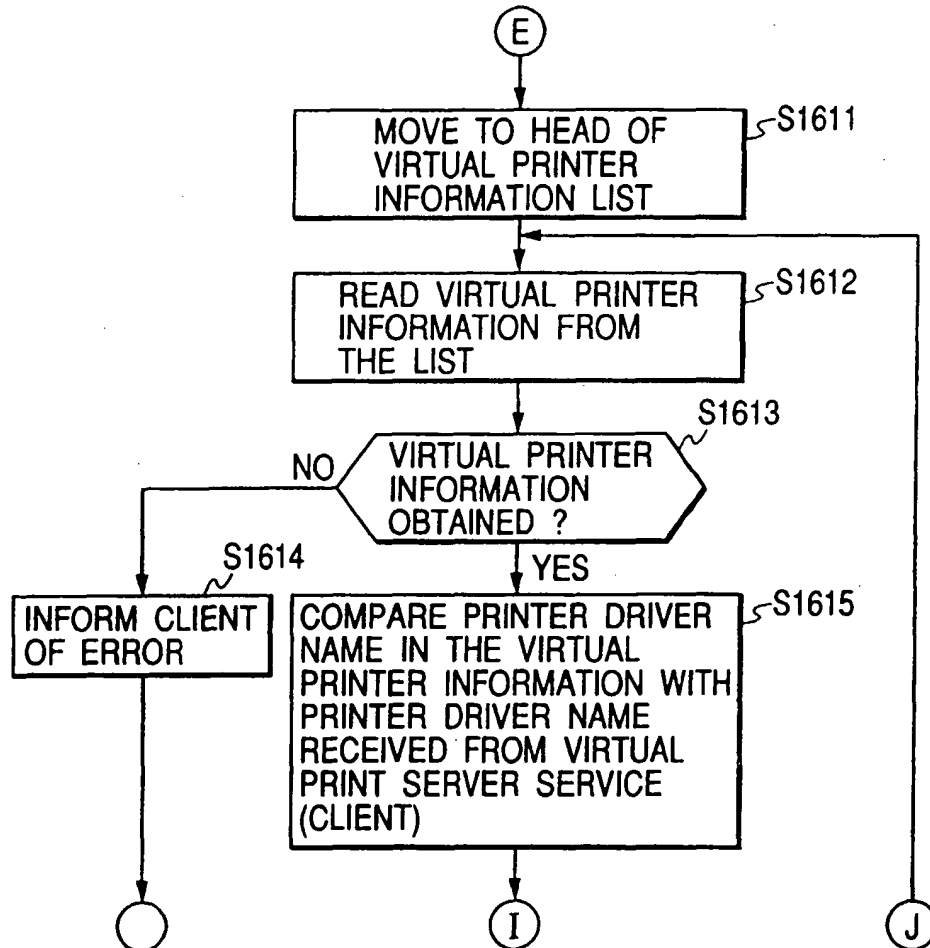 E
MOVE TO HEAD OF
VIRTUAL PRINTER
INFORMATION LIST
S1611
READ VIRTUAL PRINTER
INFORMATION FROM
THE LIST
S1612
S1613
VIRTUAL PRINTER
INFORMATION
OBTAINED ?
NO
YES
S1614
INFORM CLIENT
OF ERROR
S1615
COMPARE PRINTER DRIVER
NAME IN THE VIRTUAL
PRINTER INFORMATION WITH
PRINTER DRIVER NAME
RECEIVED FROM VIRTUAL
PRINT SERVER SERVICE
(CLIENT)
I
J